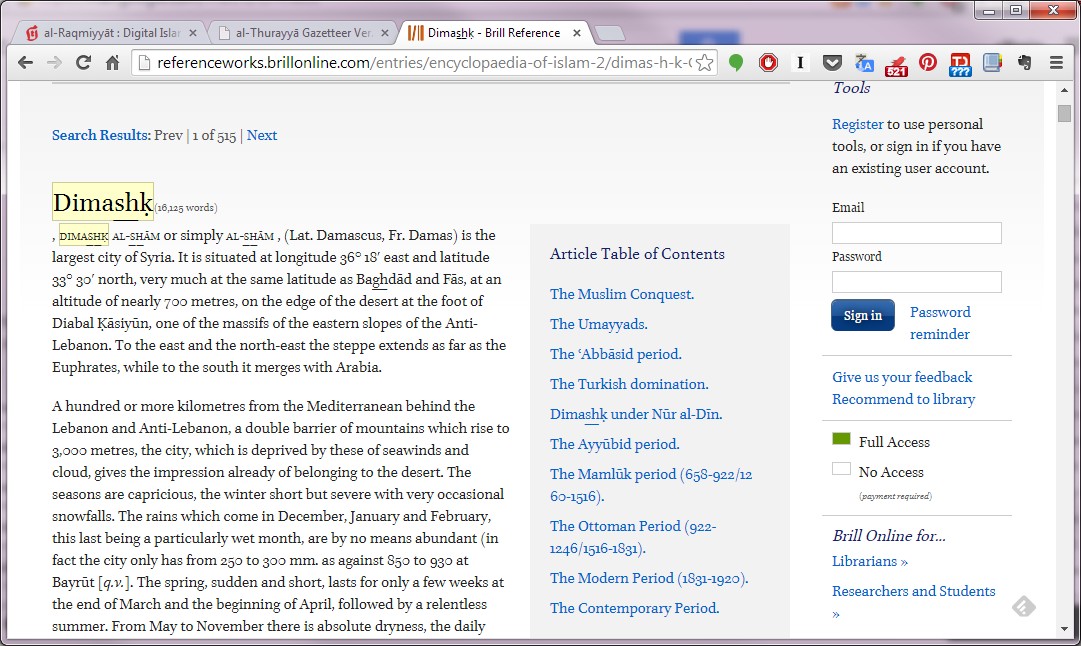 al-Raqmiyyāt : Digital Islar
al-Thurayyā Gazetteer Ver.
Dimashḳ - Brill Reference
referenceworks.brillonline.com/entries/encyclopaedia-of-islam-2/dimas-h-k-
I
521
???
Search Results: Prev | 1 of 515 | Next
Dimashḳ (16,125 words)
, DIMASHḲ AL-SHĀM or simply AL-SHĀM , (Lat. Damascus, Fr. Damas) is the
largest city of Syria. It is situated at longitude 36° 18′ east and latitude
33° 30′ north, very much at the same latitude as Baghdād and Fās, at an
altitude of nearly 700 metres, on the edge of the desert at the foot of
Diabal Ḳāsiyūn, one of the massifs of the eastern slopes of the Anti-
Lebanon. To the east and the north-east the steppe extends as far as the
Euphrates, while to the south it merges with Arabia.
A hundred or more kilometres from the Mediterranean behind the
Lebanon and Anti-Lebanon, a double barrier of mountains which rise to
3,000 metres, the city, which is deprived by these of seawinds and
cloud, gives the impression already of belonging to the desert. The
seasons are capricious, the winter short but severe with very occasional
snowfalls. The rains which come in December, January and February,
this last being a particularly wet month, are by no means abundant (in
fact the city only has from 250 to 300 mm. as against 850 to 930 at
Bayrūt [q.v.]. The spring, sudden and short, lasts for only a few weeks at
the end of March and the beginning of April, followed by a relentless
summer. From May to November there is absolute dryness, the daily
Article Table of Contents
The Muslim Conquest.
The Umayyads.
The ʿAbbāsid period.
The Turkish domination.
Dimashḳ under Nūr al-Dīn.
The Ayyūbid period.
The Mamlūk period (658-922/12
60-1516).
The Ottoman Period (922-
1246/1516-1831).
The Modern Period (1831-1920).
The Contemporary Period.
Tools
Register to use personal
tools, or sign in if you have
an existing user account.
Email
Password
Sign in
Password
reminder
Give us your feedback
Recommend to library
Full Access
No Access
(payment required)
Brill Online for...
Librarians »
Researchers and Students
»